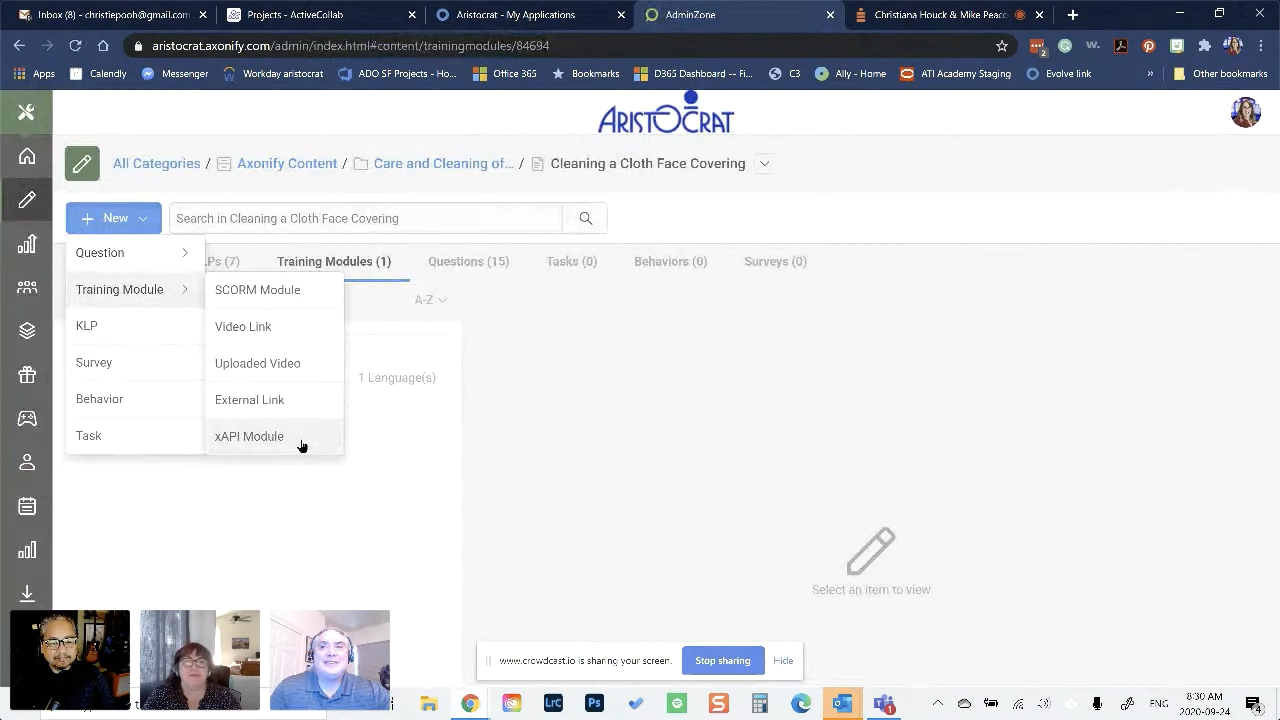 Inbox (8) - christiepooh@gmail.c
Projects - ActiveCollab
Aristocrat
AdminZone
Christiana Houck & Mike Peaco
aristocrat.axonify.com/admin/index.html#content/trainingmodules/84694
Apps
Calendly
Messenger
Workday aristocrat
ADO SF Projects - Ho...
Office 365
Bookmarks
D365 Dashboard -- Fi...
C3
Ally - Home
HR Academy Staging
Evolve link
»
Other bookmarks
ARISTOCRAT
All Categories / Axonify Content / Care and Cleaning of... / Cleaning a Cloth Face Covering
+ New
Search in Cleaning a Cloth Face Covering
Question
Ps (7)
Training Modules (1)
Questions (15)
Tasks (0)
Behaviors (0)
Surveys (0)
Training Module
SCORM Module
A-Z
KLP
Video Link
Survey
Uploaded Video
1 Language(s)
Behavior
External Link
Task
xAPI Module
Select an item to view
www.crowdcast.io is sharing your screen.
Stop sharing
Hide
LrC
Ps
S
1
ENG
8:30 AM
2020-09-24